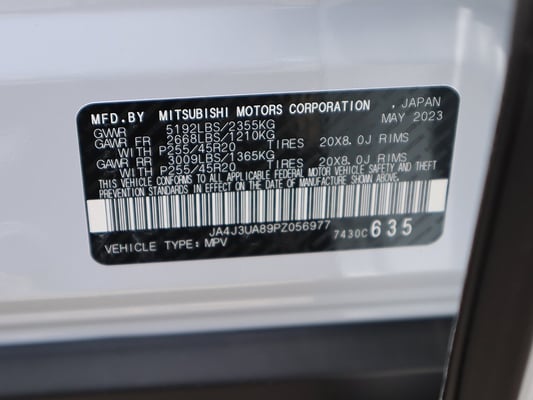 MFD.BY MITSUBISHI MOTORS CORPORATION . JAPAN
GVWR 5192LBS/2355KG MAY 2023
GAWR FR 2668LBS/1210KG
WITH P255/45R20 TIRES 20X8.0J RIMS
GAWR RR 3009LBS/1365KG
WITH P255/45R20 TIRES 20X8.0J RIMS
THIS VEHICLE CONFORMS TO ALL APPLICABLE FEDERAL MOTOR VEHICLE SAFETY AND THEFT
PREVENTION STANDARDS IN EFFECT ON THE DATE OF MANUFACTURE SHOWN ABOVE.
JA4J3UA89PZ056977
VEHICLE TYPE: MPV 7430C 635